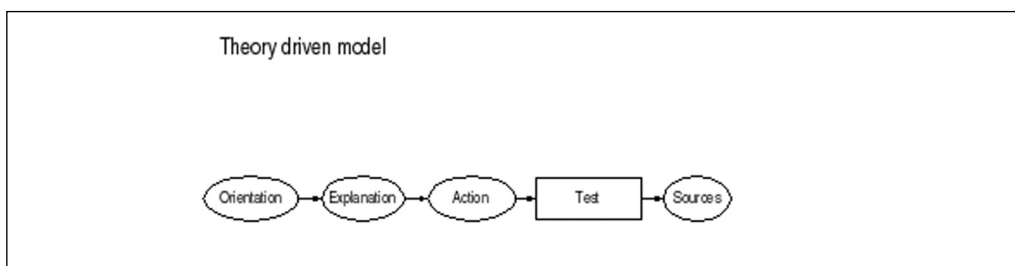 Theory driven model
Orientation
Explanation
Action
Test
Sources